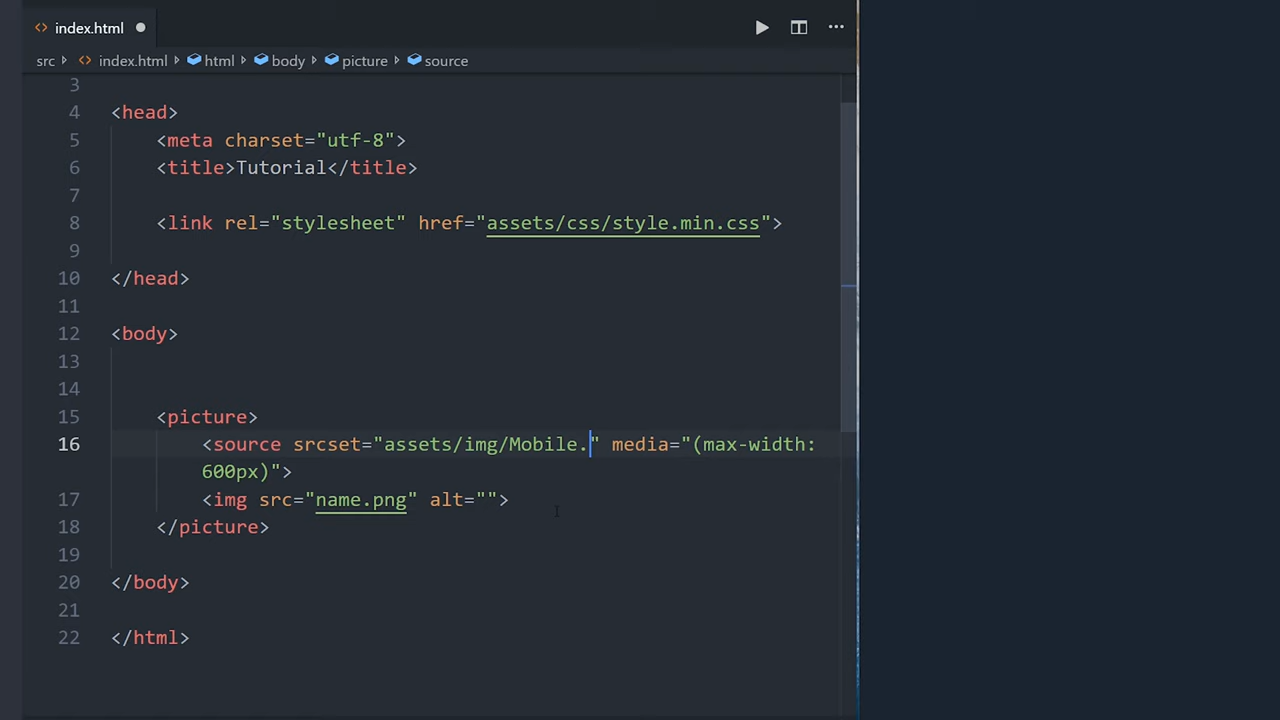 index.html
src index.html html body picture source
3
4 <head>
5 <meta charset="utf-8">
6 <title>Tutorial</title>
7
8 <link rel="stylesheet" href="assets/css/style.min.css">
9
10 </head>
11
12 <body>
13
14
15 <picture>
16 <source srcset="assets/img/Mobile." media="(max-width:
600px)">
17 <img src="name.png" alt="">
18 </picture>
19
20 </body>
21
22 </html>